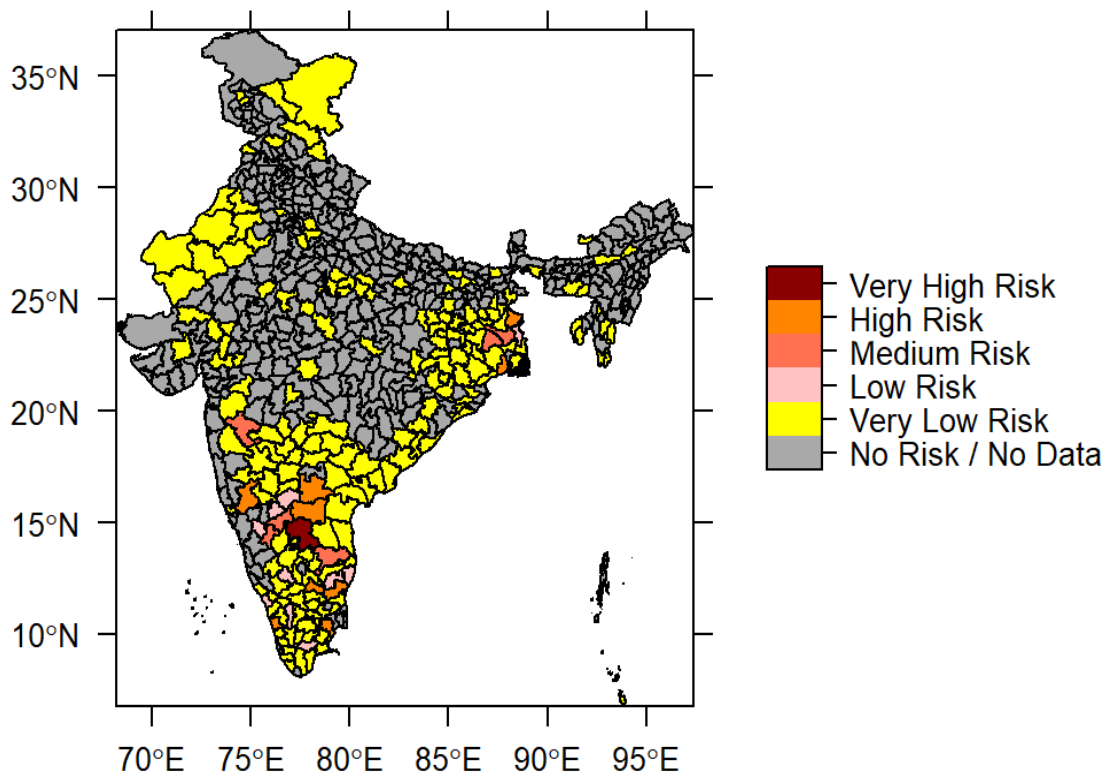 35°N
30°N
25°N
20°N
15°N
10°N
70°E 75°E 80°E 85°E 90°E 95°E
Very High Risk
High Risk
Medium Risk
Low Risk
Very Low Risk
No Risk / No Data